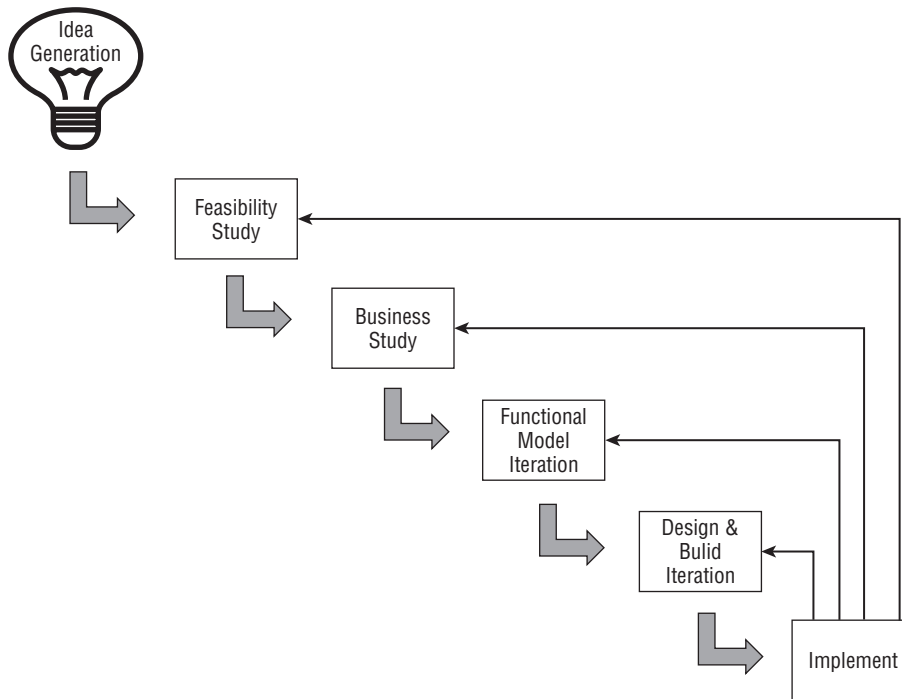 Idea
Generation
Feasibility
Study
Business
Study
Functional
Model
Iteration
Design &
Bulid
Iteration
Implement